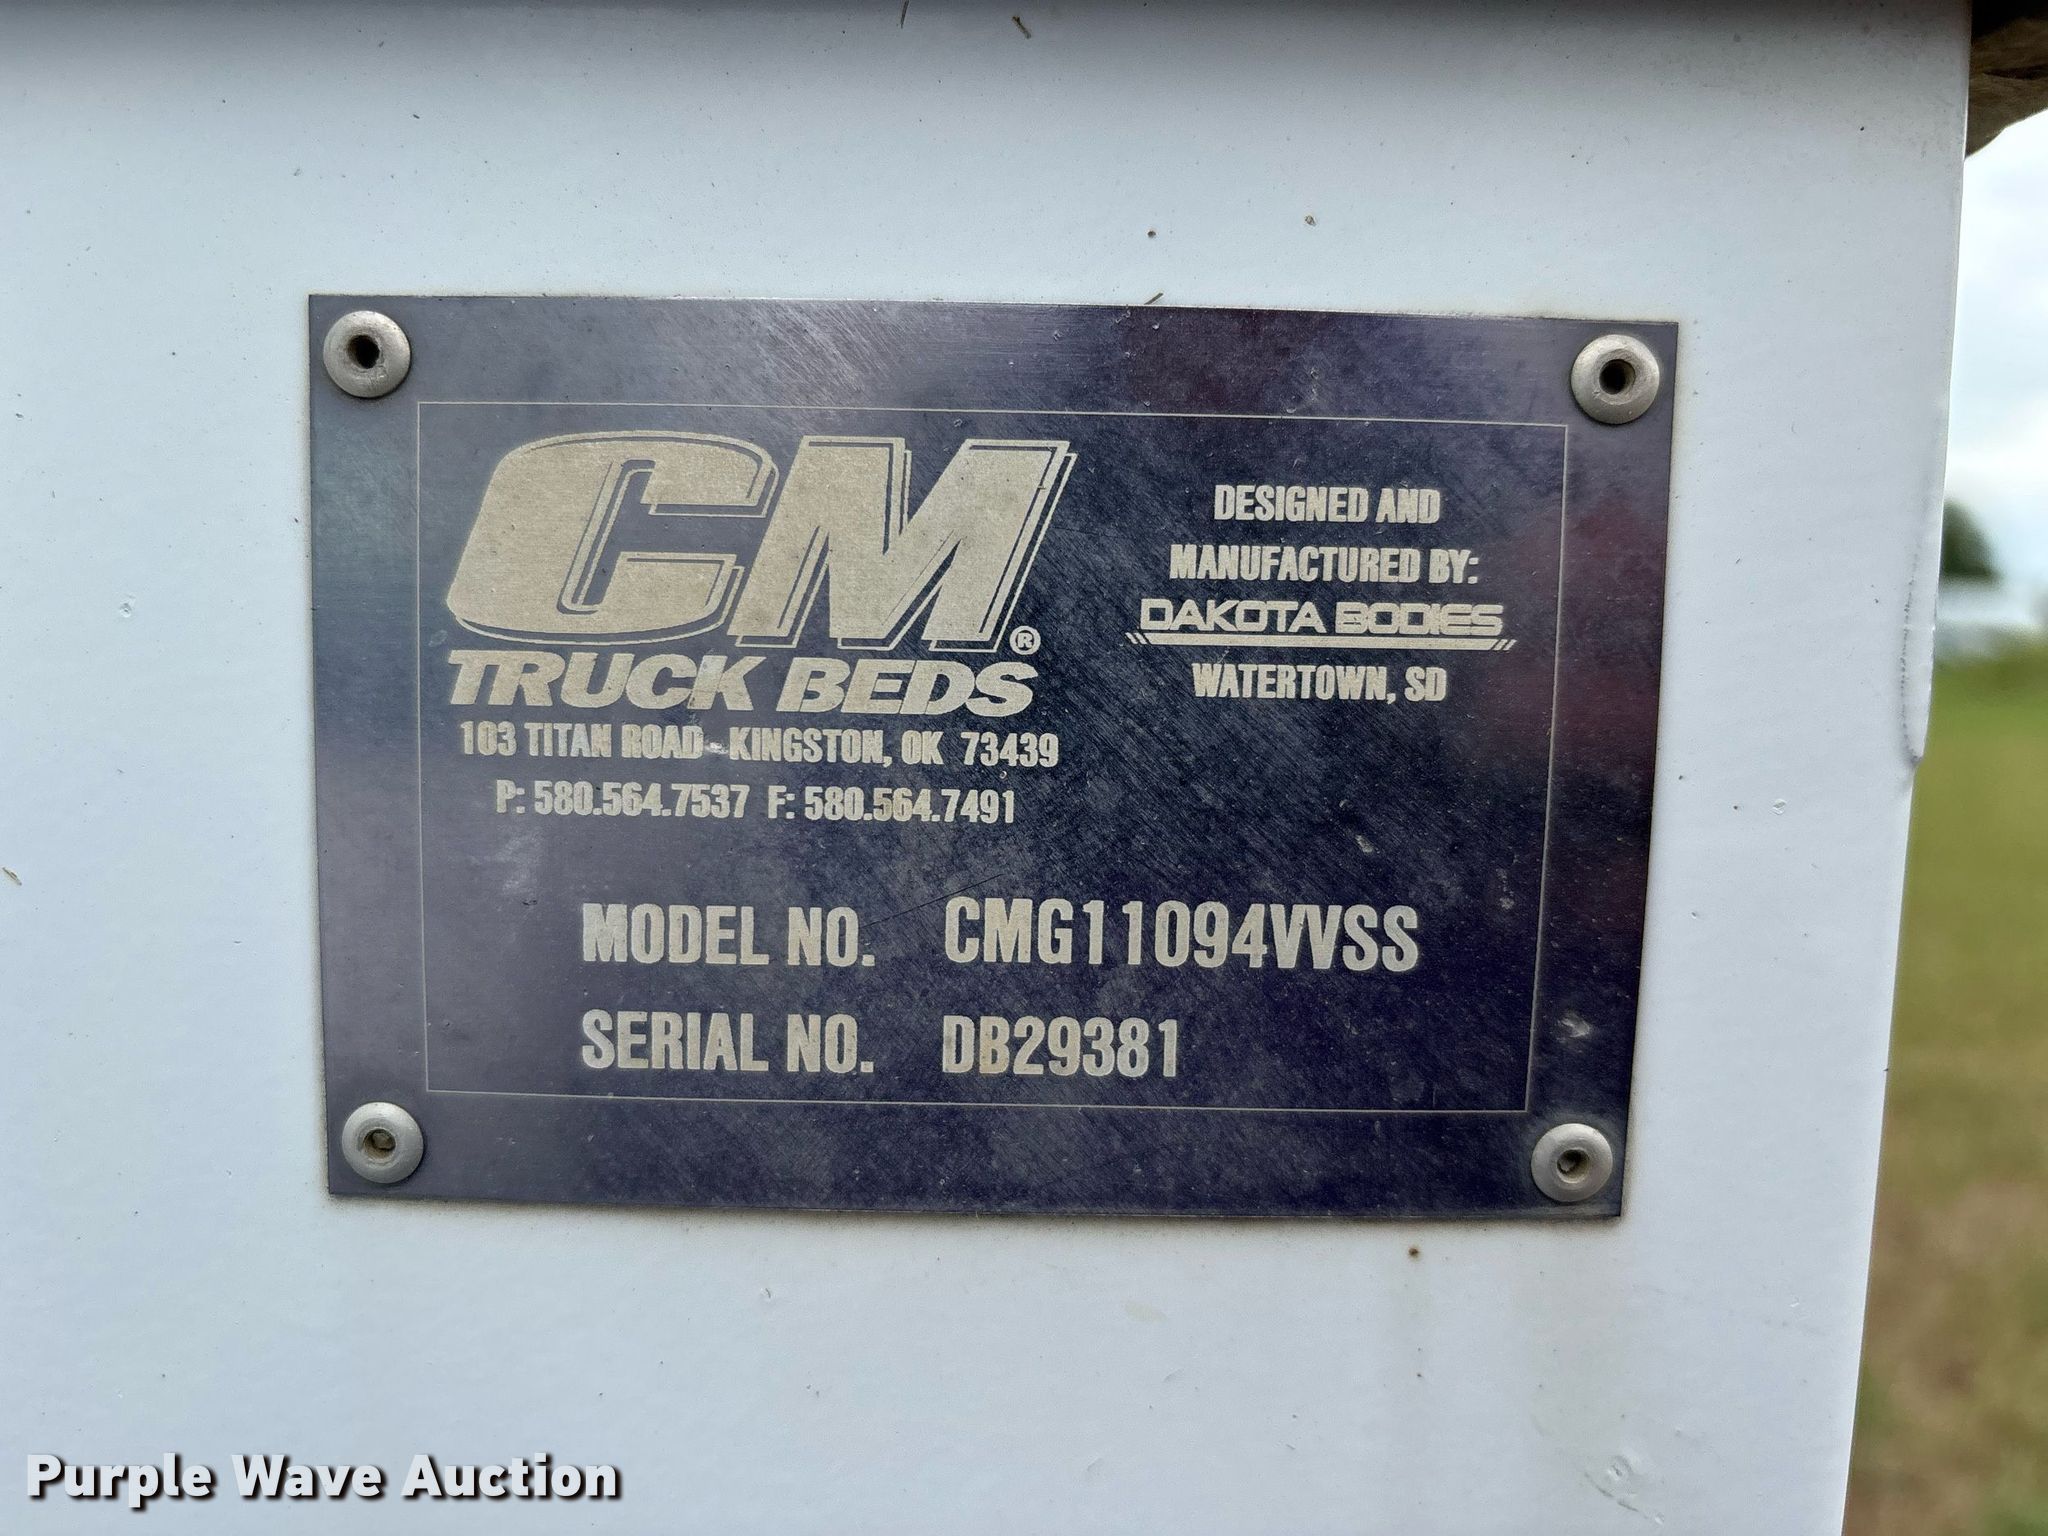 CM®
TRUCK BEDS
103 TITAN ROAD - KINGSTON, OK 73439
P: 580.564.7537 F: 580.564.7491
DESIGNED AND
MANUFACTURED BY:
DAKOTA BODIES
WATERTOWN, SD
MODEL NO. CMG11094VVSS
SERIAL NO. DB29381
Purple Wave Auction